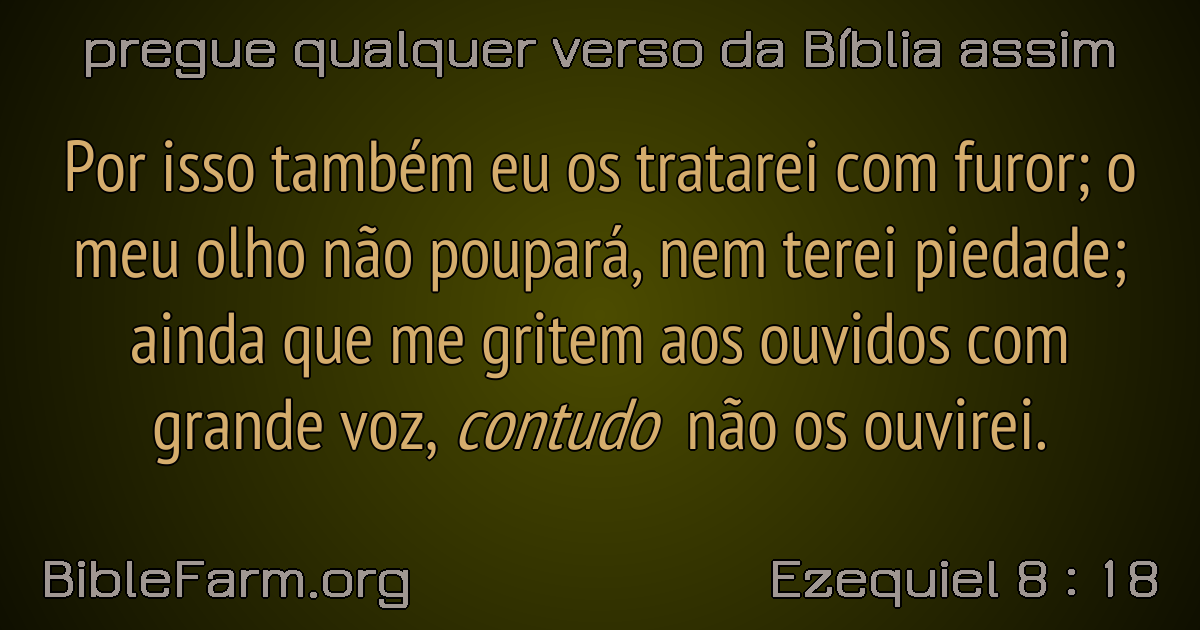 pregue qualquer verso da Bíblia assim
Por isso também eu os tratarei com furor; o
meu olho não poupará, nem terei piedade;
ainda que me gritem aos ouvidos com
grande voz, contudo não os ouvirei.
BibleFarm.org
Ezequiel 8 : 18